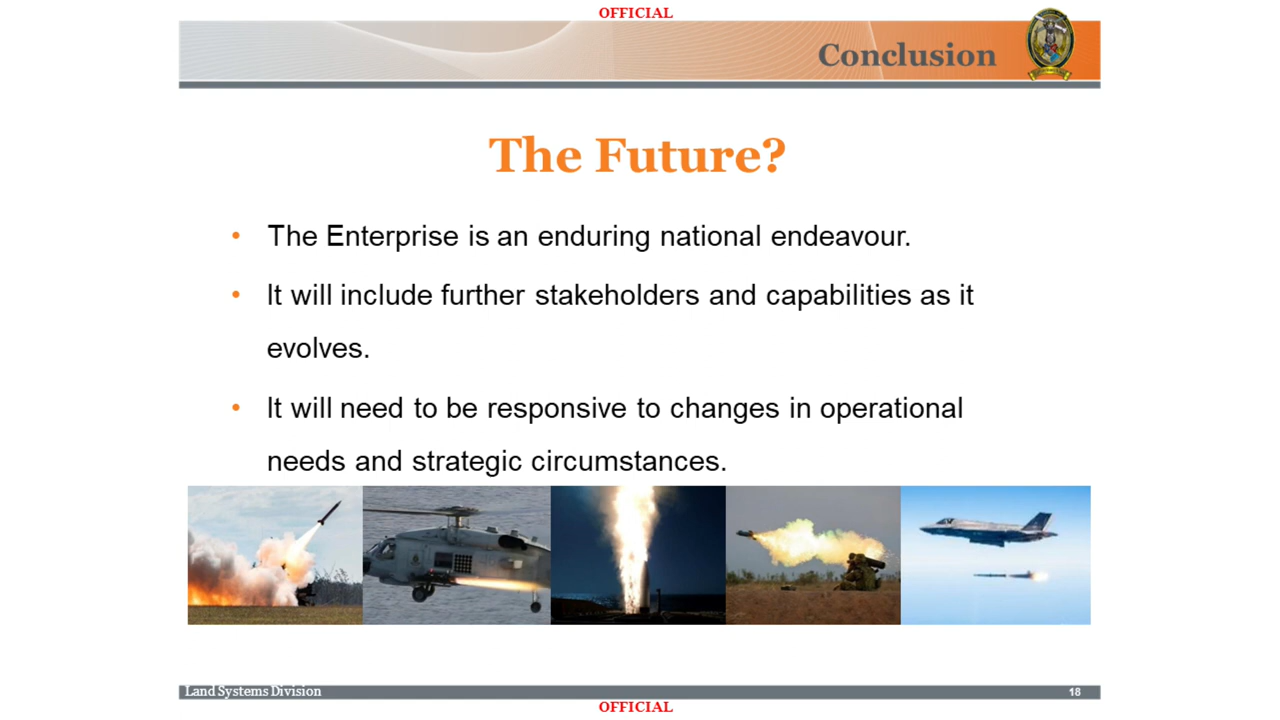 OFFICIAL
Conclusion
The Future?
• The Enterprise is an enduring national endeavour.
• It will include further stakeholders and capabilities as it
evolves.
• It will need to be responsive to changes in operational
needs and strategic circumstances.
Land Systems Division
18
OFFICIAL